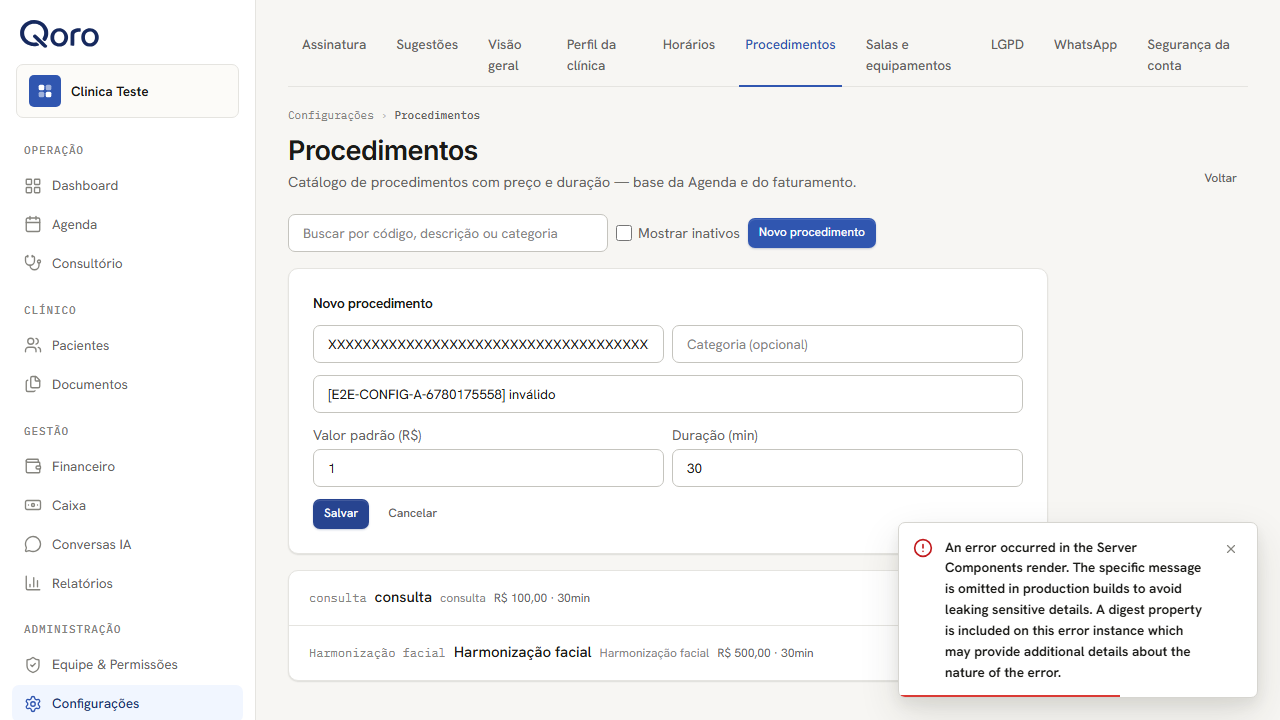 Qoro
Clinica Teste
OPERAÇÃO
Dashboard
Agenda
Consultório
CLÍNICO
Pacientes
Documentos
GESTÃO
Financeiro
Caixa
Conversas IA
Relatórios
ADMINISTRAÇÃO
Equipe & Permissões
Configurações
Assinatura
Sugestões
Visão
geral
Perfil da
clínica
Horários
Procedimentos
Salas e
equipamentos
LGPD
WhatsApp
Segurança da
conta
Configurações › Procedimentos
Procedimentos
Catálogo de procedimentos com preço e duração — base da Agenda e do faturamento.
Voltar
Buscar por código, descrição ou categoria
Mostrar inativos
Novo procedimento
Novo procedimento
XXXXXXXXXXXXXXXXXXXXXXXXXXXXXXXXXXXXX
Categoria (opcional)
[E2E-CONFIG-A-6780175558] inválido
Valor padrão (R$)
Duração (min)
1
30
Salvar
Cancelar
consulta consulta consulta R$ 100,00 · 30min
Harmonização facial Harmonização facial Harmonização facial R$ 500,00 · 30min
An error occurred in the Server
Components render. The specific message
is omitted in production builds to avoid
leaking sensitive details. A digest property
is included on this error instance which
may provide additional details about the
nature of the error.